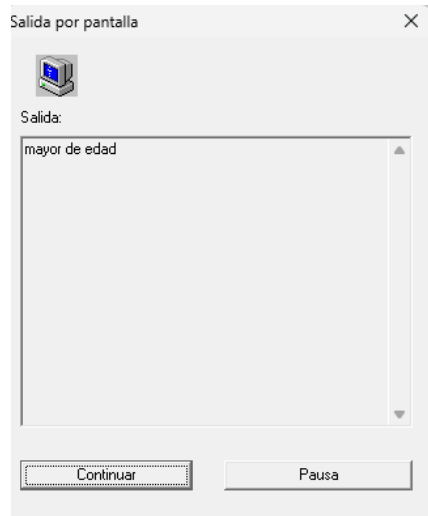 Salida por pantalla
Salida:
mayor de edad
Continuar
Pausa